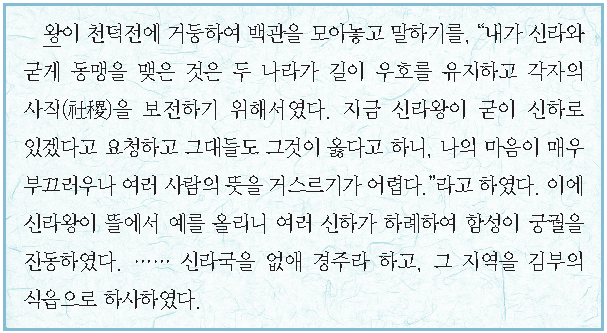 왕이 천덕전에 거둥하여 백관을 모아놓고 말하기를, “내가 신라와
굳게 동맹을 맺은 것은 두 나라가 길이 우호를 유지하고 각자의
사직(社稷)을 보전하기 위해서였다. 지금 신라왕이 굳이 신하로
있겠다고 요청하고 그대들도 그것이 옳다고 하니, 나의 마음이 매우
부끄러우나 여러 사람의 뜻을 거스르기가 어렵다.”라고 하였다. 이에
신라왕이 뜰에서 예를 올리니 여러 신하가 하례하여 함성이 궁궐을
진동하였다. …… 신라국을 없애 경주라 하고, 그 지역을 김부의
식읍으로 하사하였다.